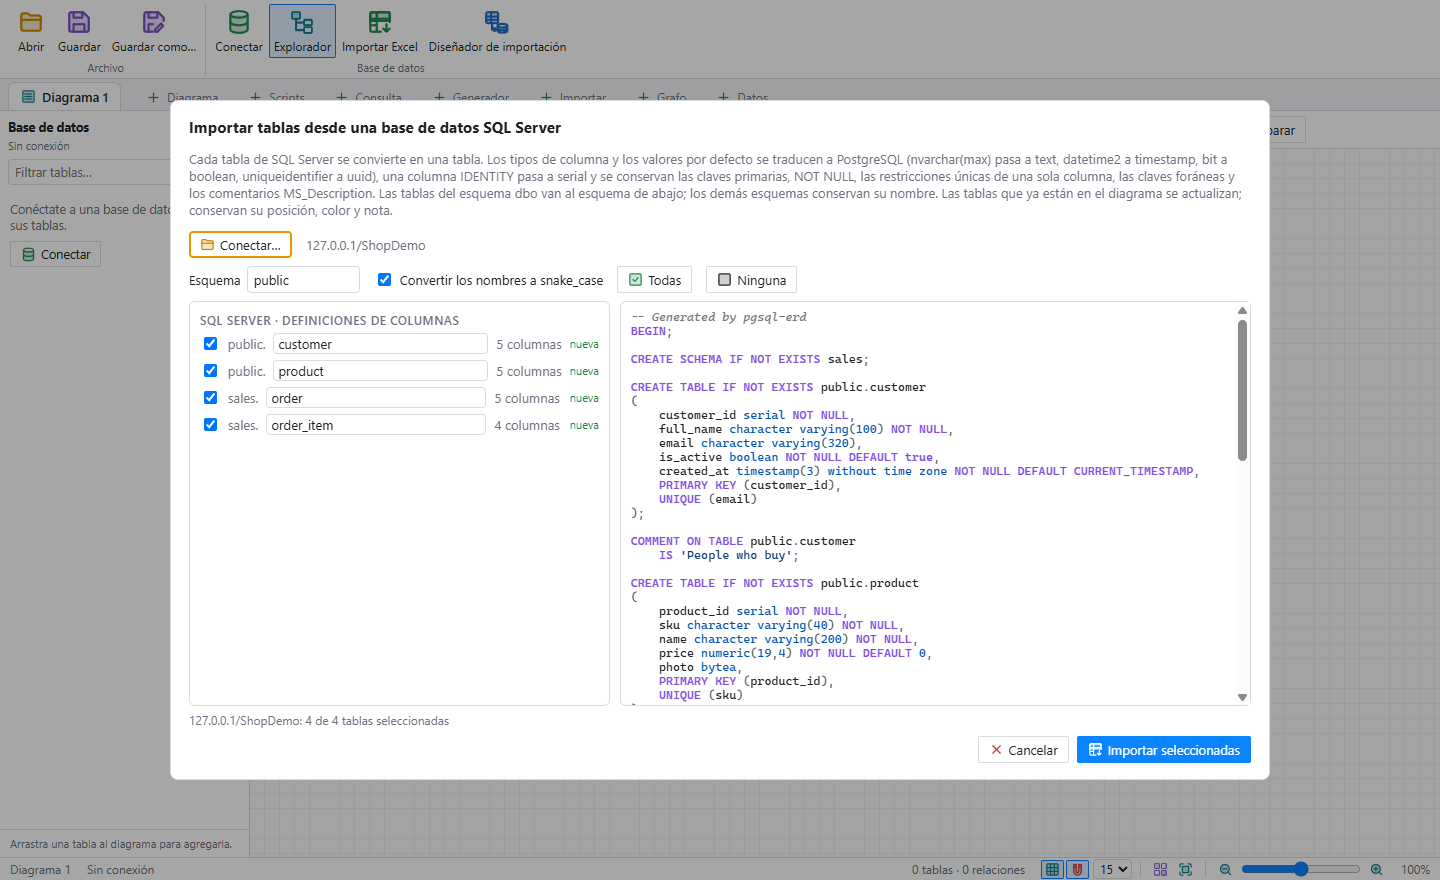 Abrir
Guardar
Guardar como...
Conectar
Explorador
Importar Excel
Diseñador de importación
Archivo
Base de datos
Diagrama 1
Diagrama
Scripts
Consulta
Generador
Importar
Grafo
Datos
Base de datos
Sin conexión
Filtrar tablas...
Conectar
Importar tablas desde una base de datos SQL Server
Cada tabla de SQL Server se convierte en una tabla. Los tipos de columna y los valores por defecto se traducen a PostgreSQL (nvarchar(max) pasa a text, datetime2 a timestamp, bit a
boolean, uniqueidentifier a uuid), una columna IDENTITY pasa a serial y se conservan las claves primarias, NOT NULL, las restricciones únicas de una sola columna, las claves foráneas y
los comentarios MS_Description. Las tablas del esquema dbo van al esquema de abajo; los demás esquemas conservan su nombre. Las tablas que ya están en el diagrama se actualizan;
conservan su posición, color y nota.
Conectar...
127.0.0.1/ShopDemo
Esquema
public
Convertir los nombres a snake_case
Todas
Ninguna
SQL SERVER · DEFINICIONES DE COLUMNAS
public. customer 5 columnas nueva
public. product 5 columnas nueva
sales. order 5 columnas nueva
sales. order_item 4 columnas nueva
-- Generated by pgsql-erd
BEGIN;
CREATE SCHEMA IF NOT EXISTS sales;
CREATE TABLE IF NOT EXISTS public.customer
(
customer_id serial NOT NULL,
full_name character varying(100) NOT NULL,
email character varying(320),
is_active boolean NOT NULL DEFAULT true,
created_at timestamp(3) without time zone NOT NULL DEFAULT CURRENT_TIMESTAMP,
PRIMARY KEY (customer_id),
UNIQUE (email)
);
COMMENT ON TABLE public.customer
IS 'People who buy';
CREATE TABLE IF NOT EXISTS public.product
(
product_id serial NOT NULL,
sku character varying(40) NOT NULL,
name character varying(200) NOT NULL,
price numeric(19,4) NOT NULL DEFAULT 0,
photo bytea,
PRIMARY KEY (product_id),
UNIQUE (sku)
127.0.0.1/ShopDemo: 4 de 4 tablas seleccionadas
Cancelar
Importar seleccionadas
Conéctate a una base de
sus tablas.
Arrastra una tabla al diagrama para agregarla.
Diagrama 1
Sin conexión
0 tablas · 0 relaciones
15
100%